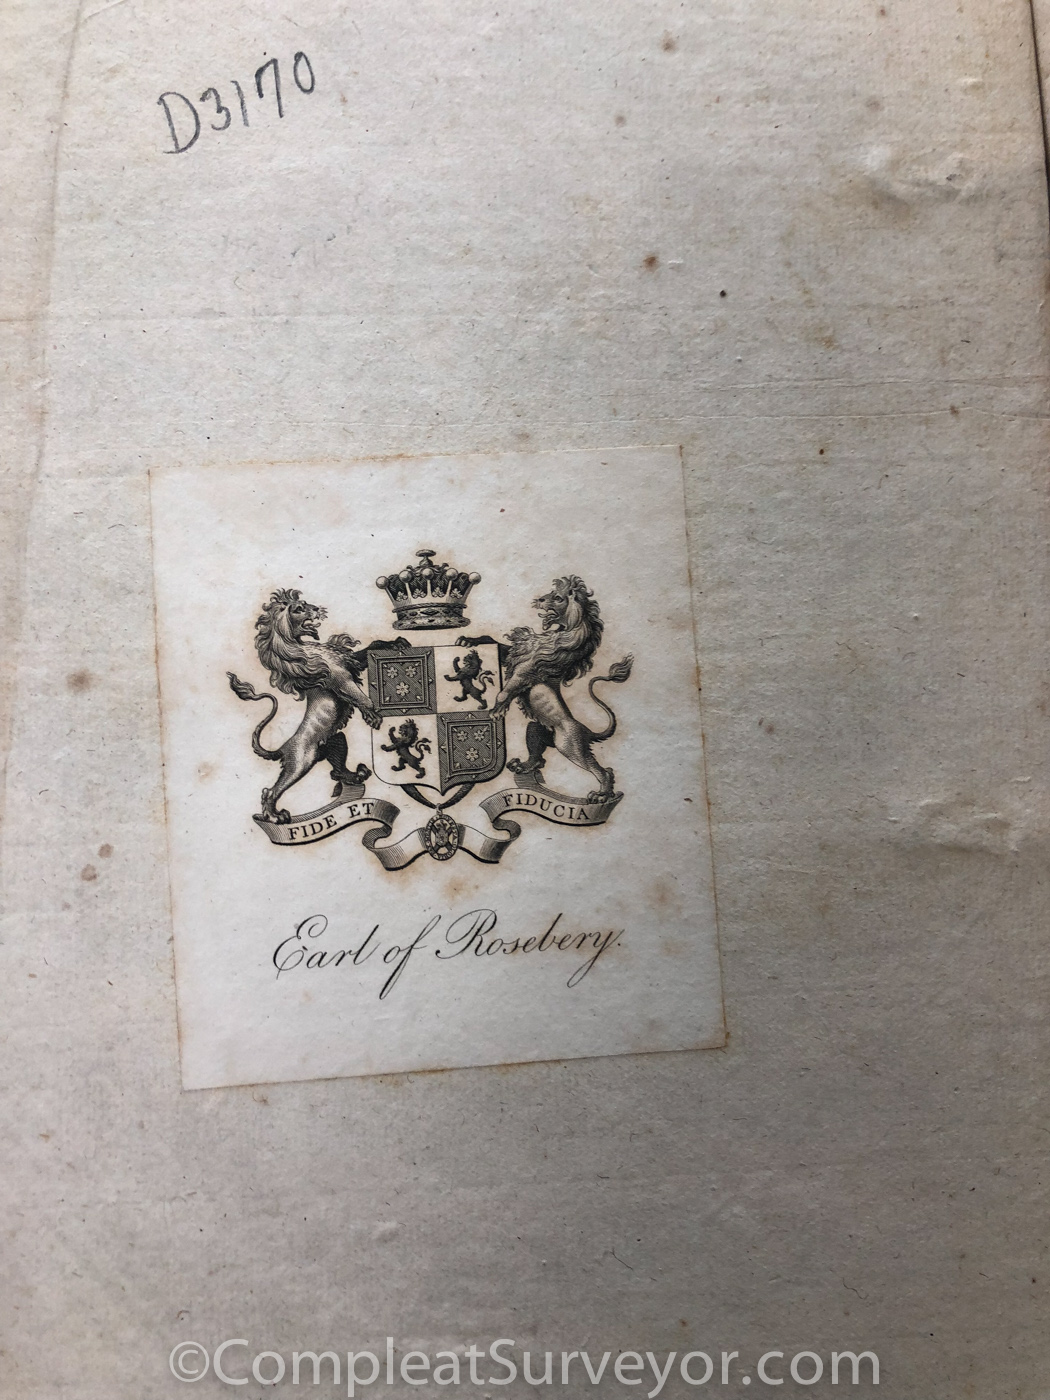 D3170
FIDE ET FIDUCIA
Earl of Rosebery.
©CompleatSurveyor.com